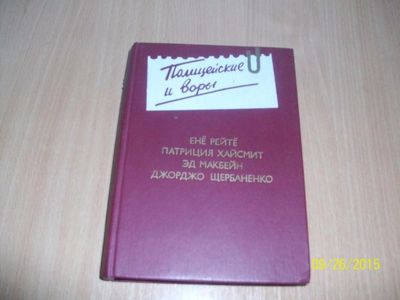 Полицейские
и воры
ЕНЁ РЕЙТЁ
ПАТРИЦИЯ ХАЙСМИТ
ЭД МАКБЕЙН
ДЖОРДЖО ЩЕРБАНЕНКО
09/26/2015